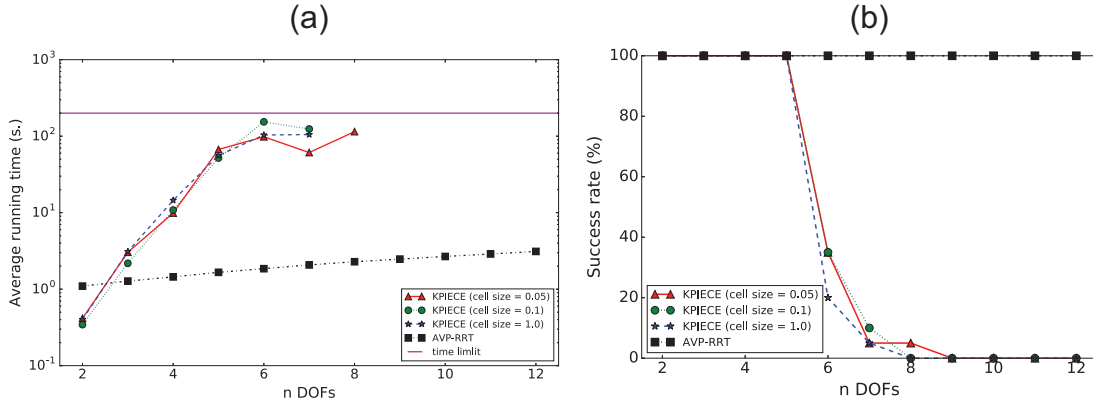 (a)
10^3
10^2
10^1
10^0
10^-1
Average running time (s.)
2 4 6 8 10 12
n DOFs
KPIECE (cell size = 0.05)
KPIECE (cell size = 0.1)
KPIECE (cell size = 1.0)
AVP-RRT
time limlit
(b)
100
80
60
40
20
0
Success rate (%)
2 4 6 8 10 12
n DOFs
KPIECE (cell size = 0.05)
KPIECE (cell size = 0.1)
KPIECE (cell size = 1.0)
AVP-RRT